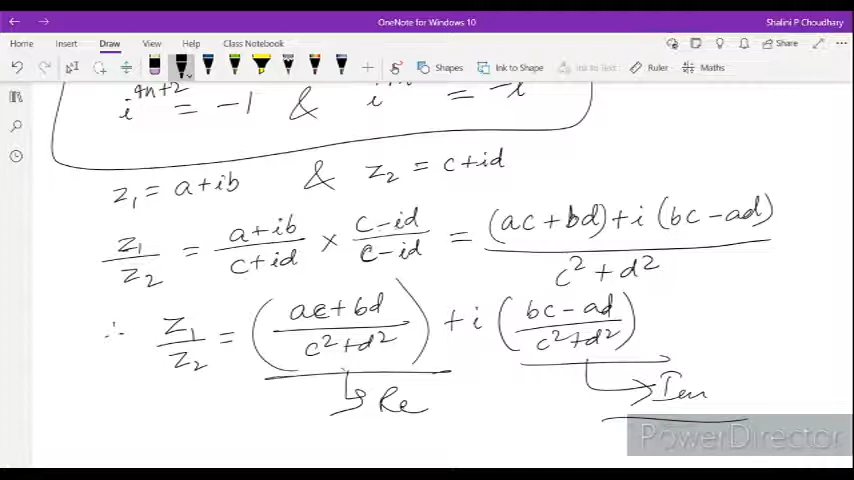 OneNote for Windows 10
Shalini P Choudhary
Home Insert Draw View Help Class Notebook Share
Shapes Ink to Shape Ink to Text Ruler Maths
i^{4n+2} = -1 & i = -i
z₁ = a+ib & z₂ = c+id
z₁/z₂ = (a+ib)/(c+id) × (c-id)/(c-id) = ((ac+bd)+i(bc-ad))/(c²+d²)
∴ z₁/z₂ = ((ac+bd)/(c²+d²)) + i((bc-ad)/(c²+d²))
Re
Im
PowerDirector